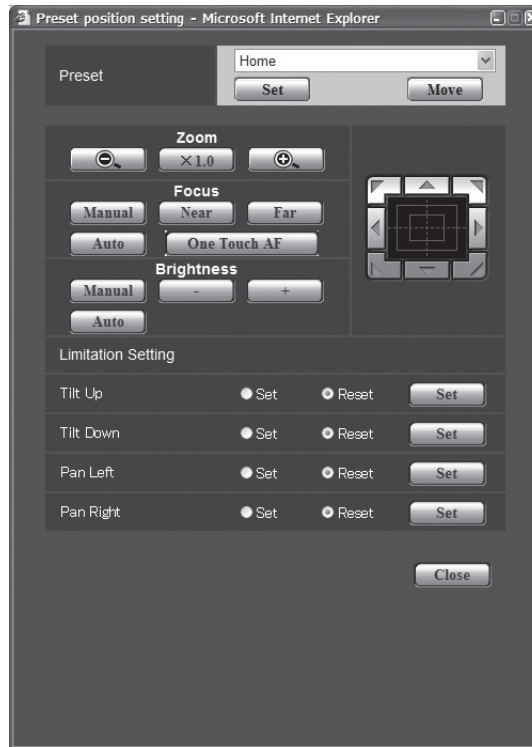 Preset position setting - Microsoft Internet Explorer
Preset
Home
Set Move
Zoom
×1.0
Focus
Manual Near Far
Auto One Touch AF
Brightness
Manual - +
Auto
Limitation Setting
Tilt Up Set Reset Set
Tilt Down Set Reset Set
Pan Left Set Reset Set
Pan Right Set Reset Set
Close